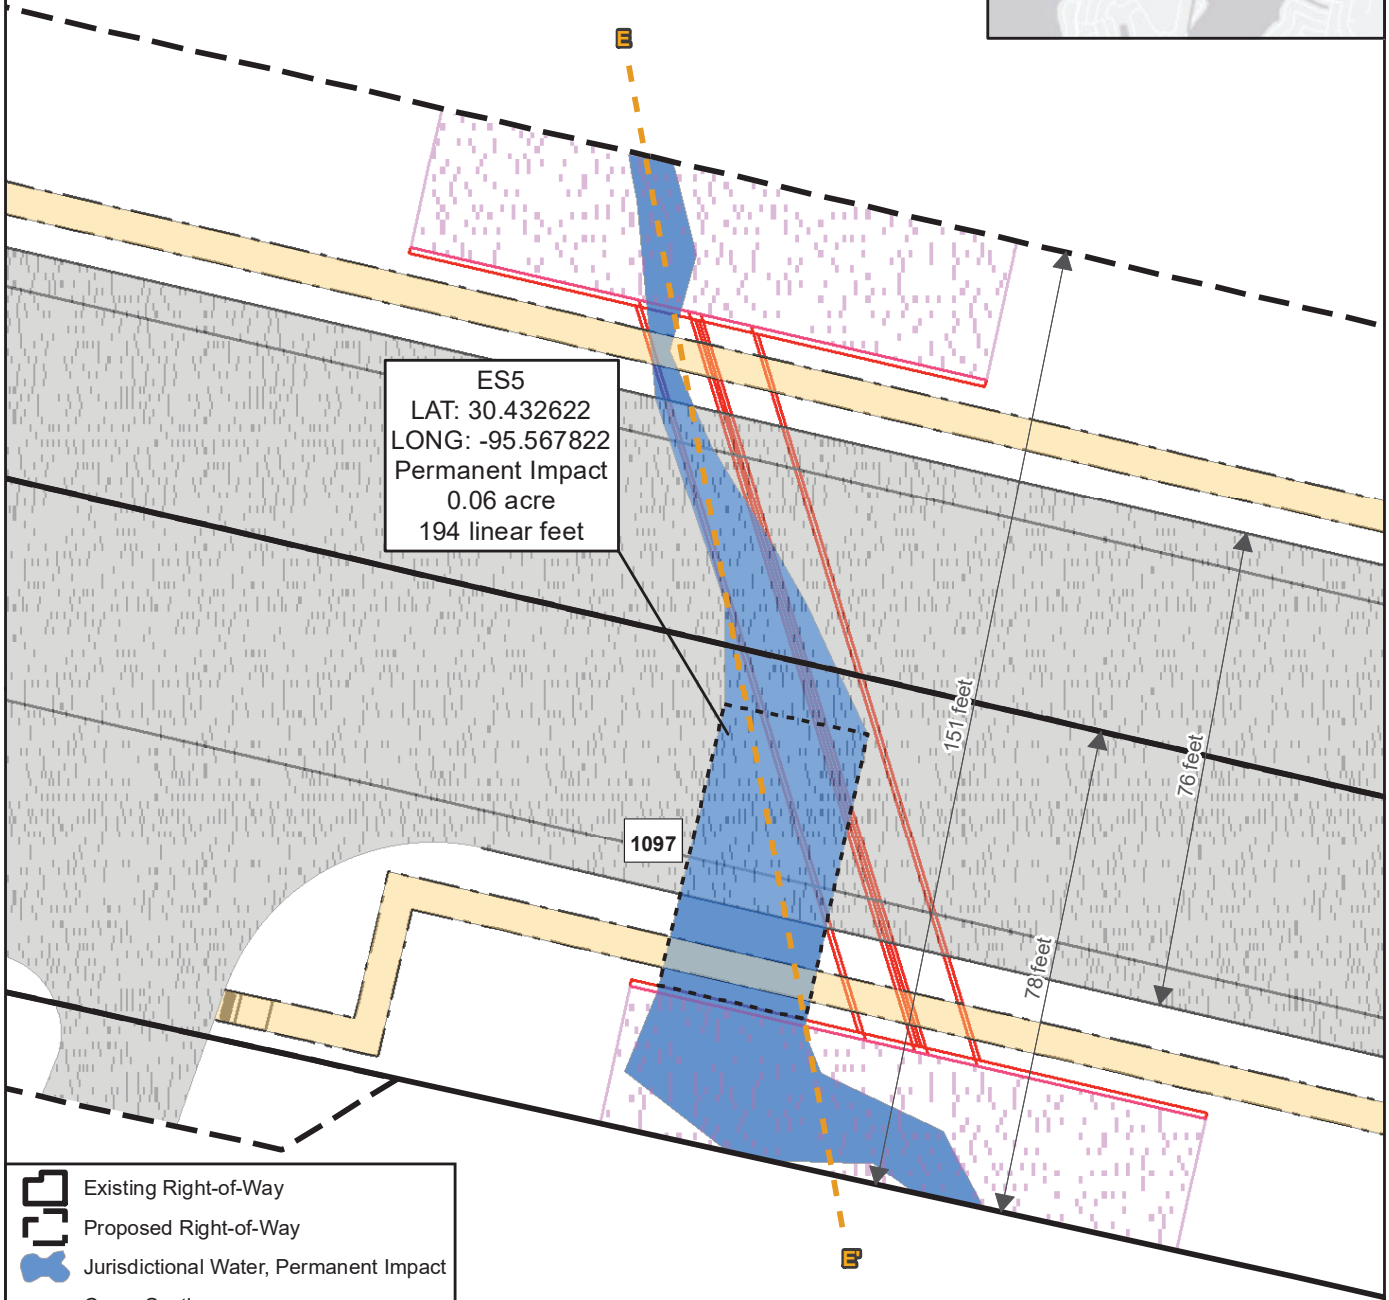 E
ES5
LAT: 30.432622
LONG: -95.567822
Permanent Impact
0.06 acre
194 linear feet
151 feet
76 feet
1097
78 feet
E'
Existing Right-of-Way
Proposed Right-of-Way
Jurisdictional Water, Permanent Impact